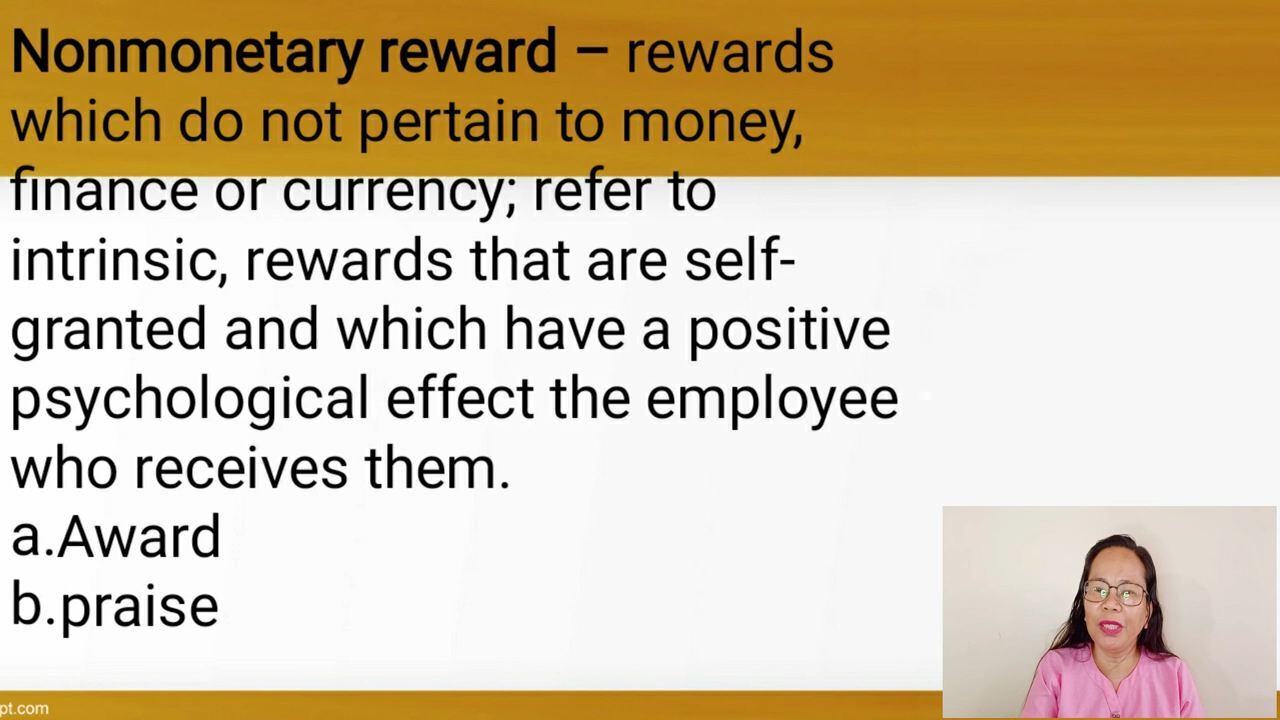 Nonmonetary reward – rewards
which do not pertain to money,
finance or currency; refer to
intrinsic, rewards that are self-
granted and which have a positive
psychological effect the employee
who receives them.
a.Award
b.praise
pt.com